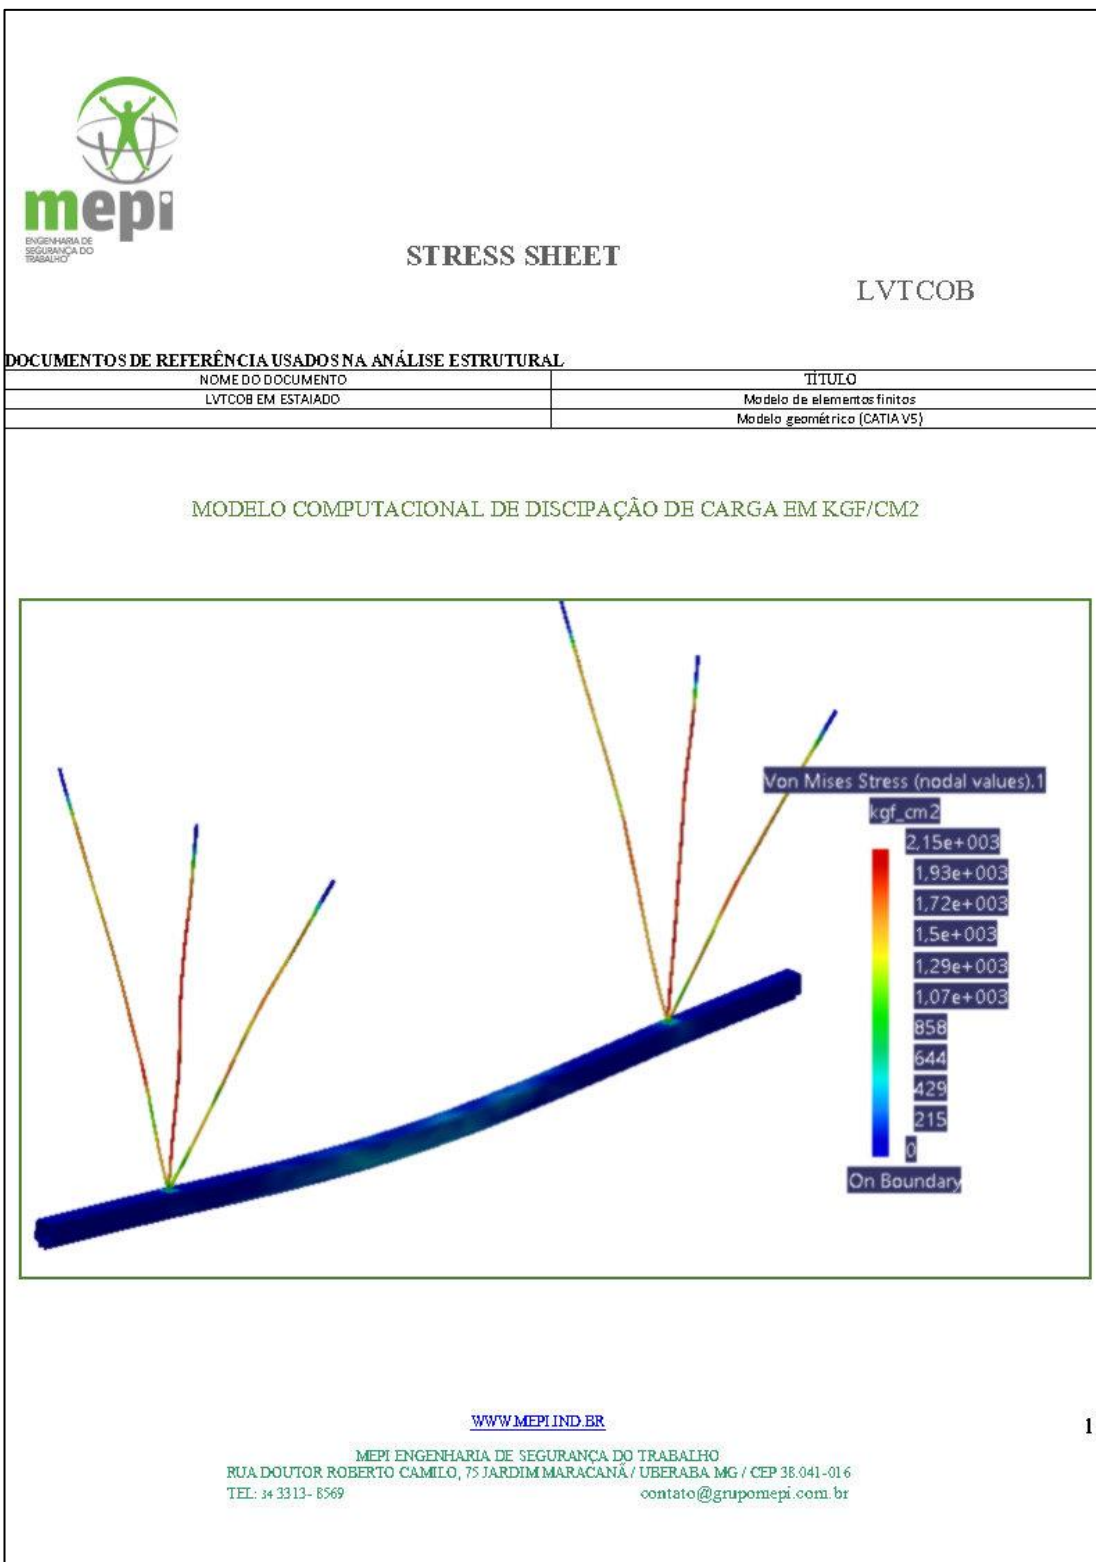 mepi
ENGENHARIA DE
SEGURANÇA DO
TRABALHO
STRESS SHEET
LVTCOB
DOCUMENTOS DE REFERÊNCIA USADOS NA ANÁLISE ESTRUTURAL
NOME DO DOCUMENTO TÍTULO
LVTCOB EM ESTAIADO Modelo de elementos finitos
Modelo geométrico (CATIA V5)
MODELO COMPUTACIONAL DE DISCIPAÇÃO DE CARGA EM KGF/CM2
Von Mises Stress (nodal values).1
kgf_cm2
2,15e+003
1,93e+003
1,72e+003
1,5e+003
1,29e+003
1,07e+003
858
644
429
215
0
On Boundary
WWW.MEPI.IND.BR
1
MEPI ENGENHARIA DE SEGURANÇA DO TRABALHO
RUA DOUTOR ROBERTO CAMILO, 75 JARDIM MARACANÃ / UBERABA MG / CEP 38.041-016
TEL: 34 3313- 8569 contato@grupomepi.com.br